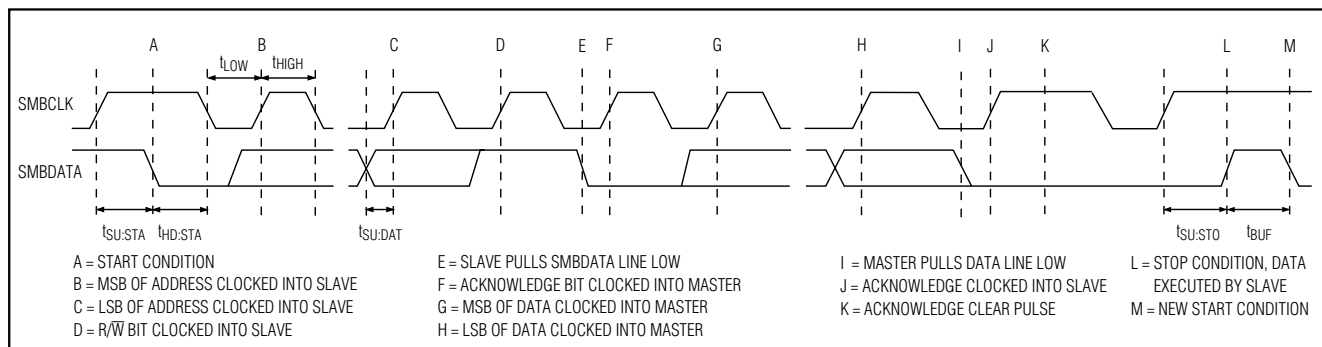 A B C D E F G H I J K L M
tLOW tHIGH
SMBCLK
SMBDATA
tSU:STA tHD:STA tSU:DAT tSU:STO tBUF
A = START CONDITION
B = MSB OF ADDRESS CLOCKED INTO SLAVE
C = LSB OF ADDRESS CLOCKED INTO SLAVE
D = R/W̅ BIT CLOCKED INTO SLAVE
E = SLAVE PULLS SMBDATA LINE LOW
F = ACKNOWLEDGE BIT CLOCKED INTO MASTER
G = MSB OF DATA CLOCKED INTO MASTER
H = LSB OF DATA CLOCKED INTO MASTER
I = MASTER PULLS DATA LINE LOW
J = ACKNOWLEDGE CLOCKED INTO SLAVE
K = ACKNOWLEDGE CLEAR PULSE
L = STOP CONDITION, DATA
EXECUTED BY SLAVE
M = NEW START CONDITION